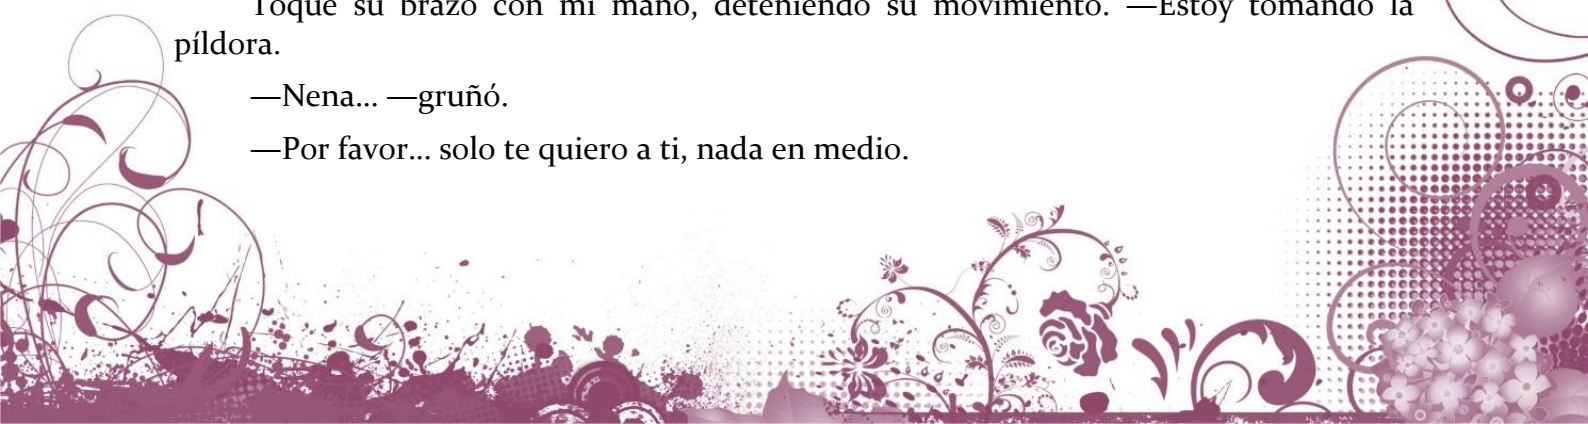 Toqué su brazo con mi mano, deteniendo su movimiento. —Estoy tomando la
píldora.
—Nena... —gruñó.
—Por favor... solo te quiero a ti, nada en medio.